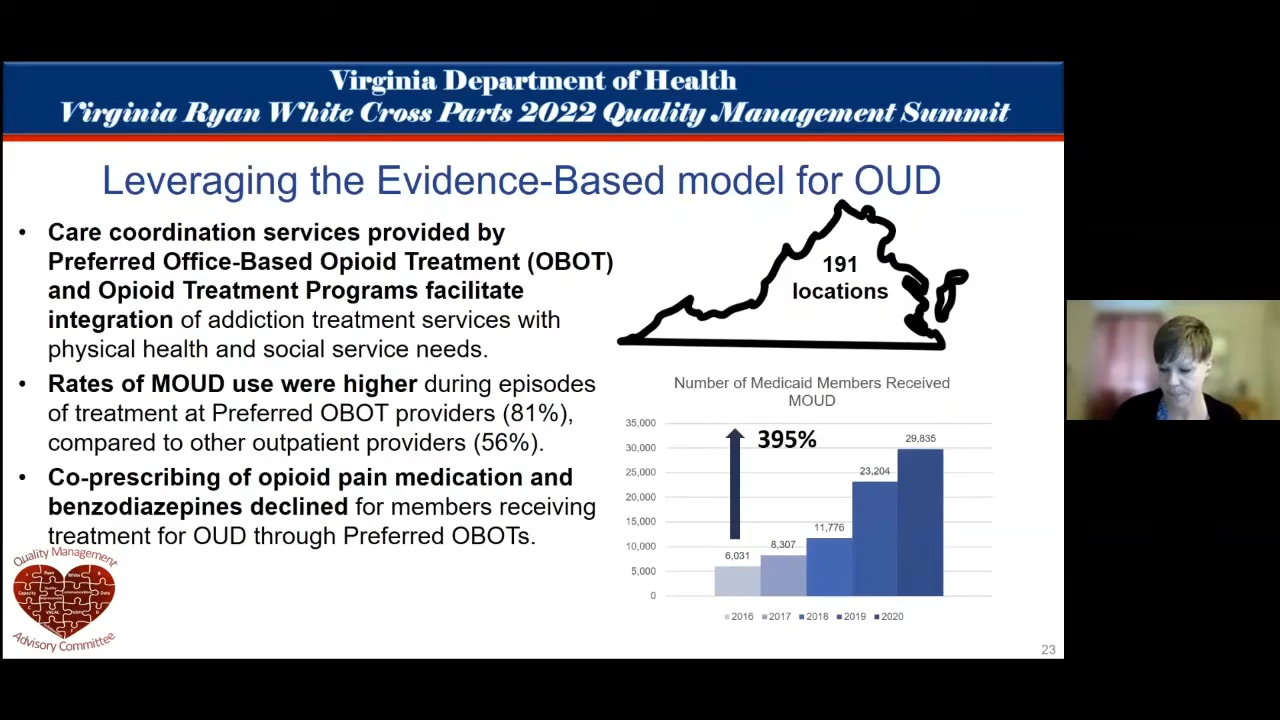 Virginia Department of Health
Virginia Ryan White Cross Parts 2022 Quality Management Summit
Leveraging the Evidence-Based model for OUD
• Care coordination services provided by
Preferred Office-Based Opioid Treatment (OBOT)
and Opioid Treatment Programs facilitate
integration of addiction treatment services with
physical health and social service needs.
• Rates of MOUD use were higher during episodes
of treatment at Preferred OBOT providers (81%),
compared to other outpatient providers (56%).
• Co-prescribing of opioid pain medication and
benzodiazepines declined for members receiving
treatment for OUD through Preferred OBOTs.
191
locations
Number of Medicaid Members Received
MOUD
35,000
30,000
25,000
20,000
15,000
10,000
5,000
0
395%
6,031
8,307
11,776
23,204
29,835
2016 2017 2018 2019 2020
Quality Management
Advisory Committee
23